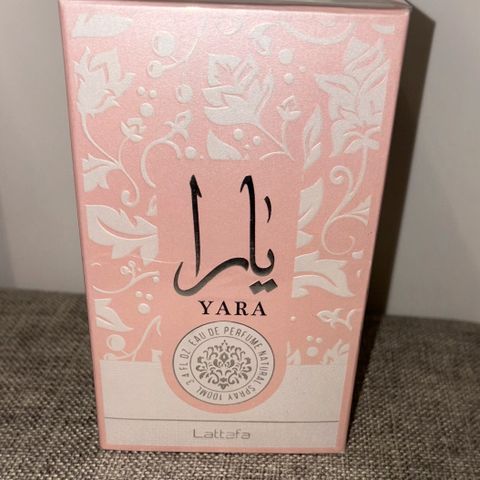 يارا
YARA
EAU DE PERFUME NATURAL SPRAY 100ML 3.4 FL.OZ
Lattafa